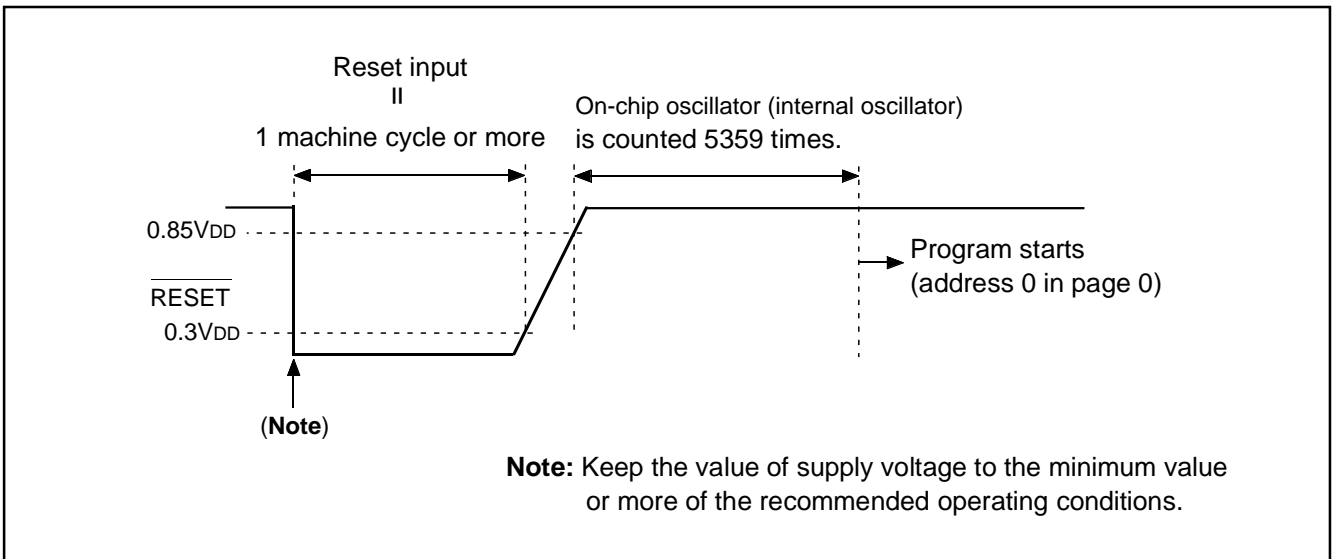 Reset input
=
1 machine cycle or more
On-chip oscillator (internal oscillator)
is counted 5359 times.
0.85VDD
Program starts
(address 0 in page 0)
RESET
0.3VDD
(Note)
Note: Keep the value of supply voltage to the minimum value
or more of the recommended operating conditions.